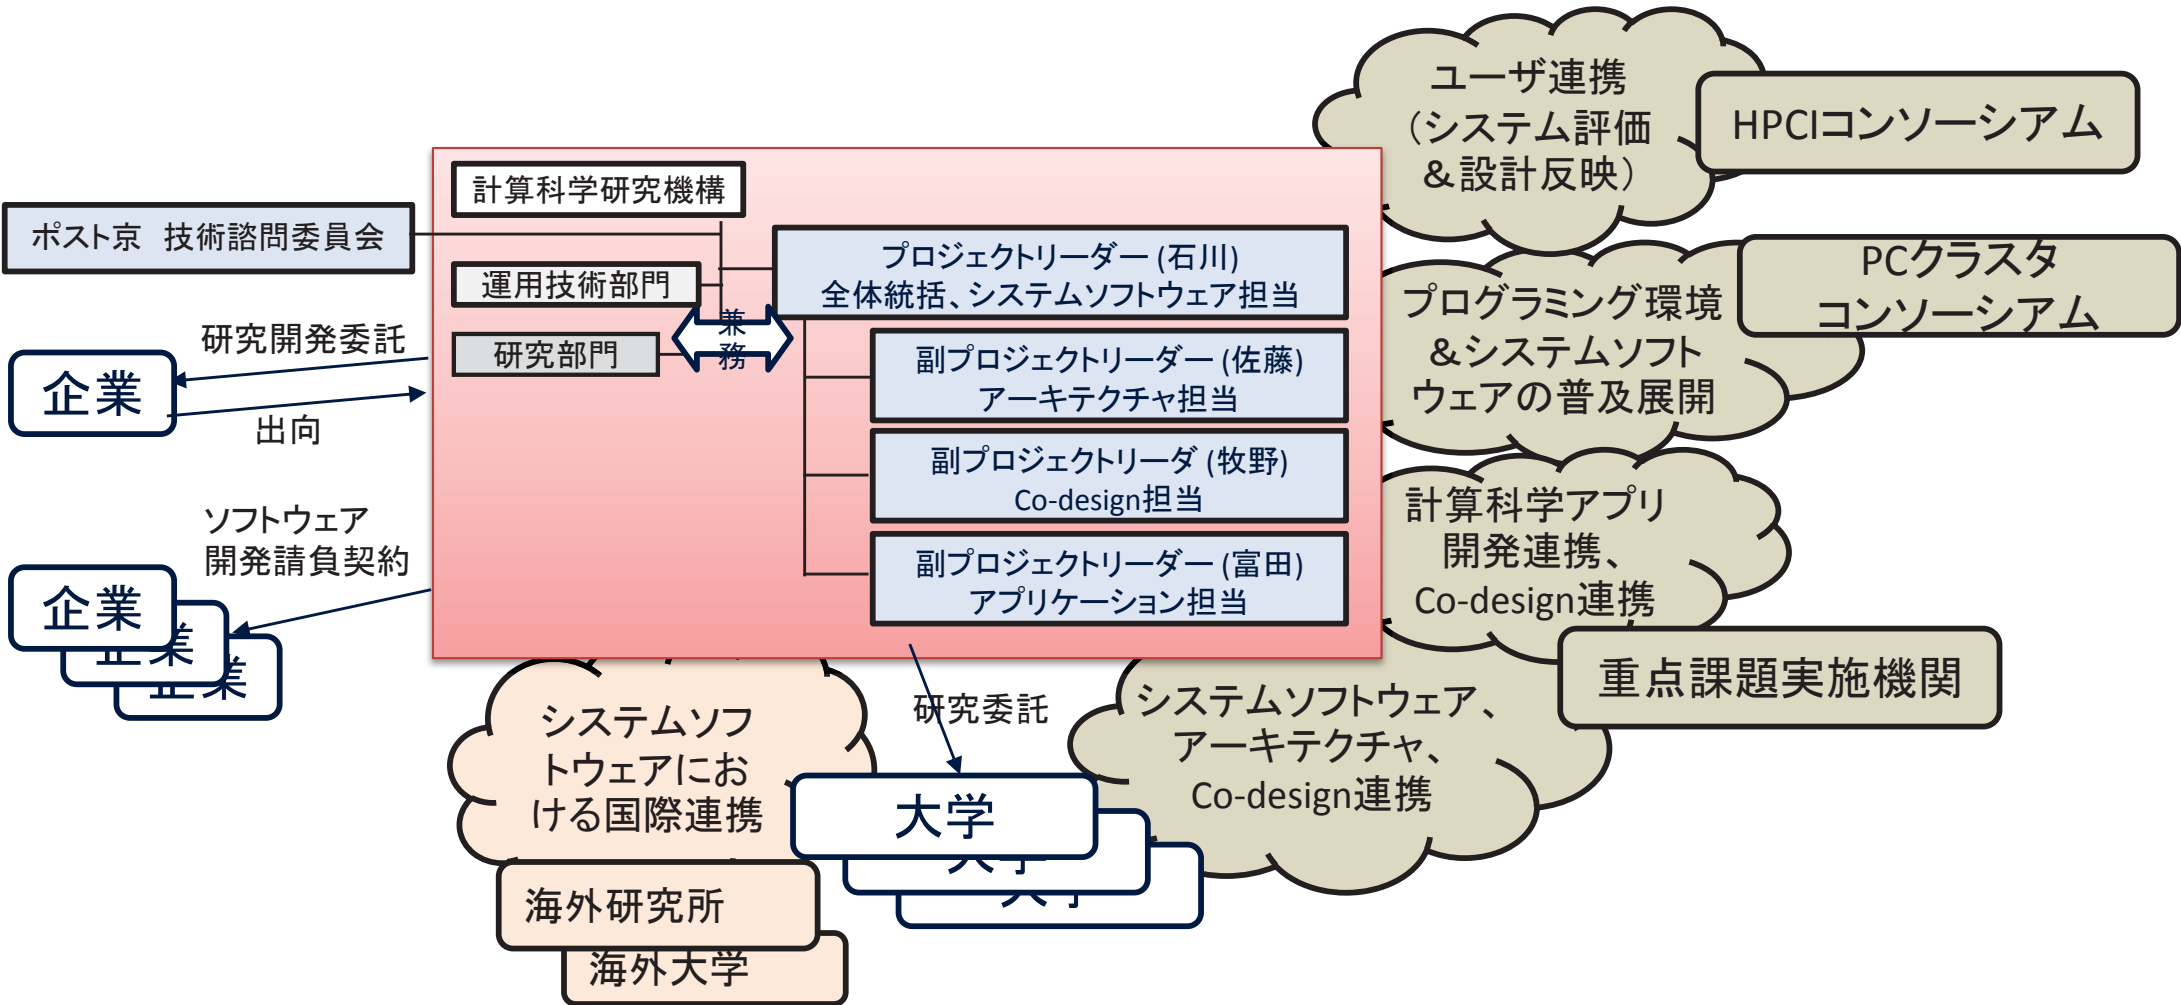 ユーザ連携
（システム評価
＆設計反映）
HPCIコンソーシアム
計算科学研究機構
ポスト京　技術諮問委員会
プロジェクトリーダー (石川)
全体統括、システムソフトウェア担当
運用技術部門
兼
務
研究部門
PCクラスタ
コンソーシアム
プログラミング環境
＆システムソフト
ウェアの普及展開
研究開発委託
企業
出向
副プロジェクトリーダー (佐藤)
アーキテクチャ担当
副プロジェクトリーダ (牧野)
Co-design担当
計算科学アプリ
開発連携、
Co-design連携
ソフトウェア
開発請負契約
企業
企業
企業
副プロジェクトリーダー (富田)
アプリケーション担当
重点課題実施機関
システムソフ
トウェアにお
ける国際連携
研究委託
システムソフトウェア、
アーキテクチャ、
Co-design連携
大学
大学
大学
海外研究所
海外大学